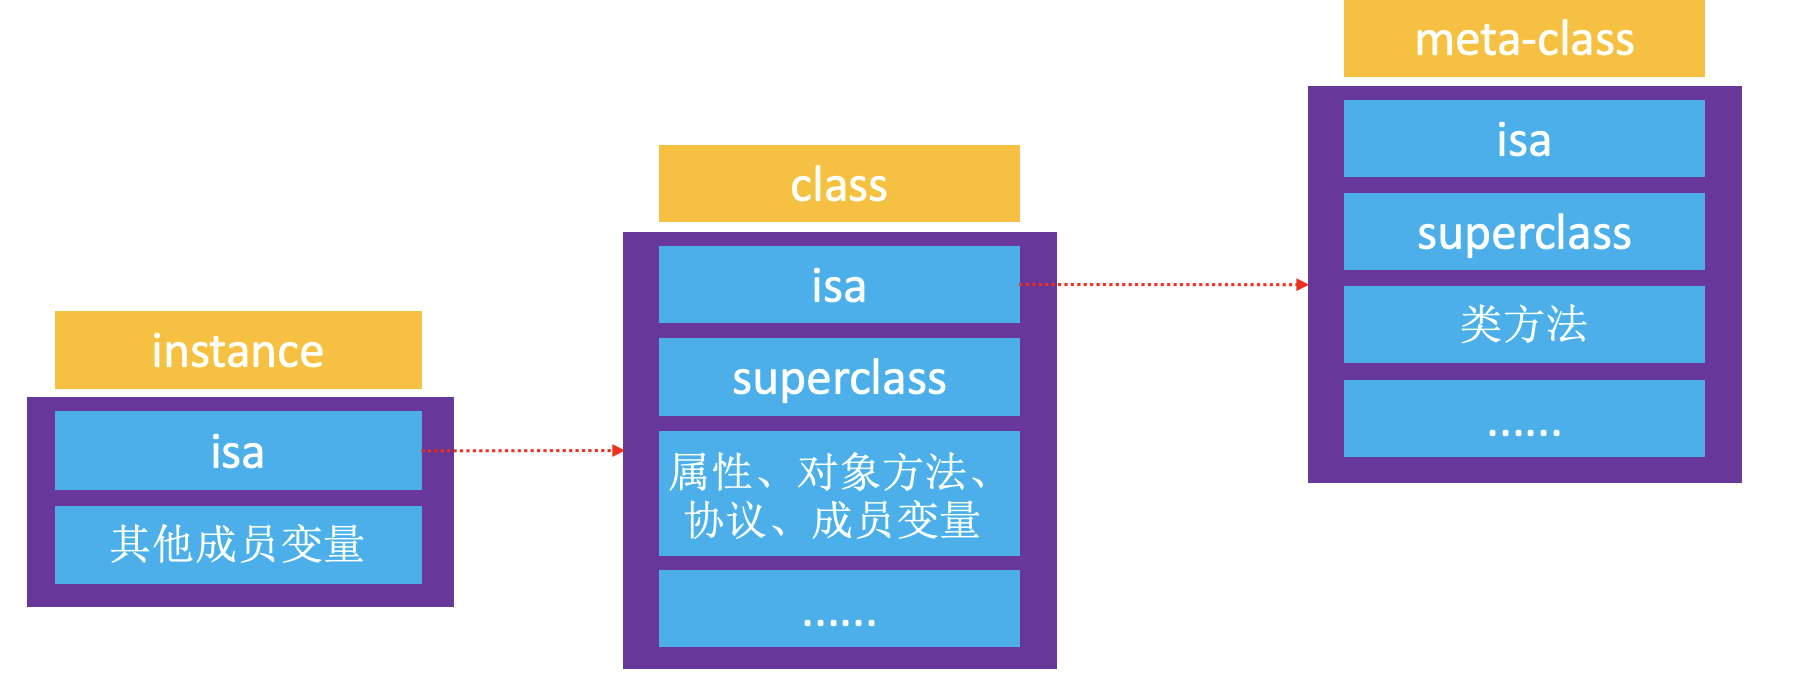 instance
isa
其他成员变量
class
isa
superclass
属性、对象方法、
协议、成员变量
......
meta-class
isa
superclass
类方法
......